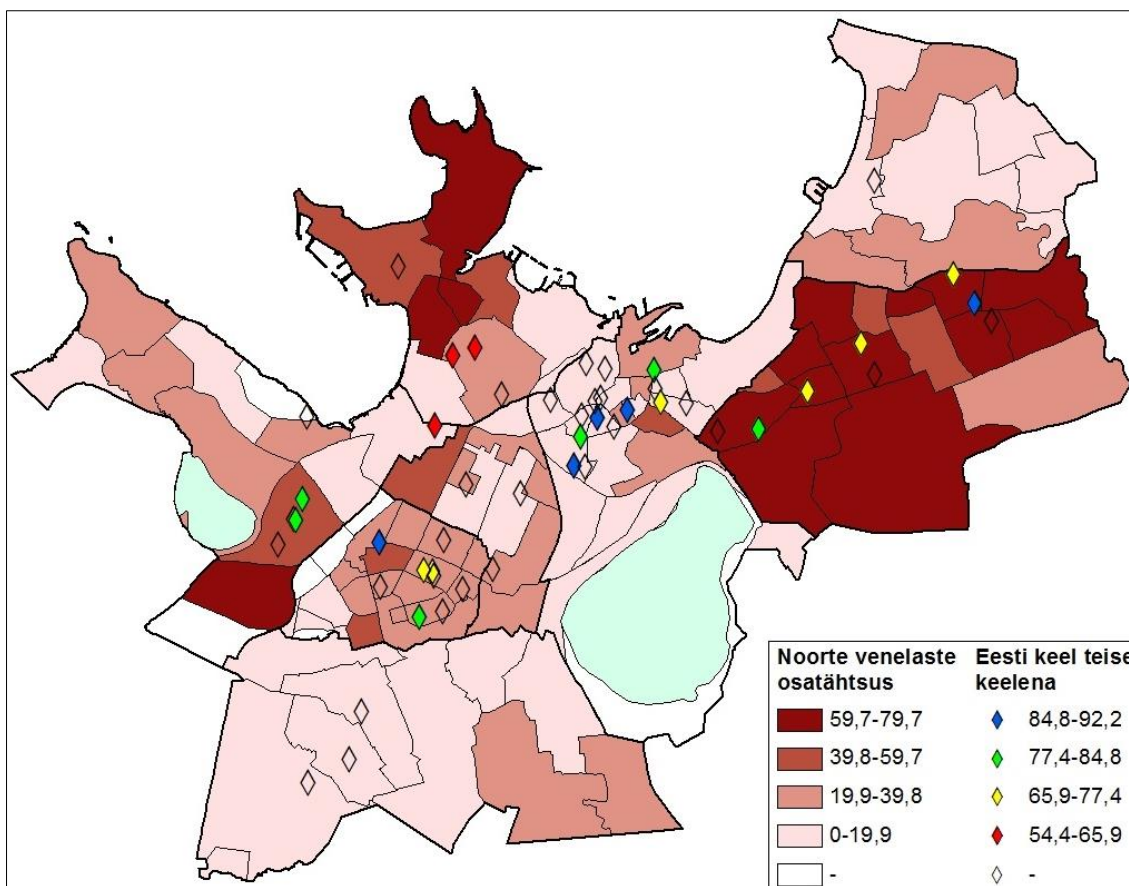 Noorte venelaste
osatähtsus
59,7-79,7
39,8-59,7
19,9-39,8
0-19,9
-
Eesti keel teise
keelena
84,8-92,2
77,4-84,8
65,9-77,4
54,4-65,9
-